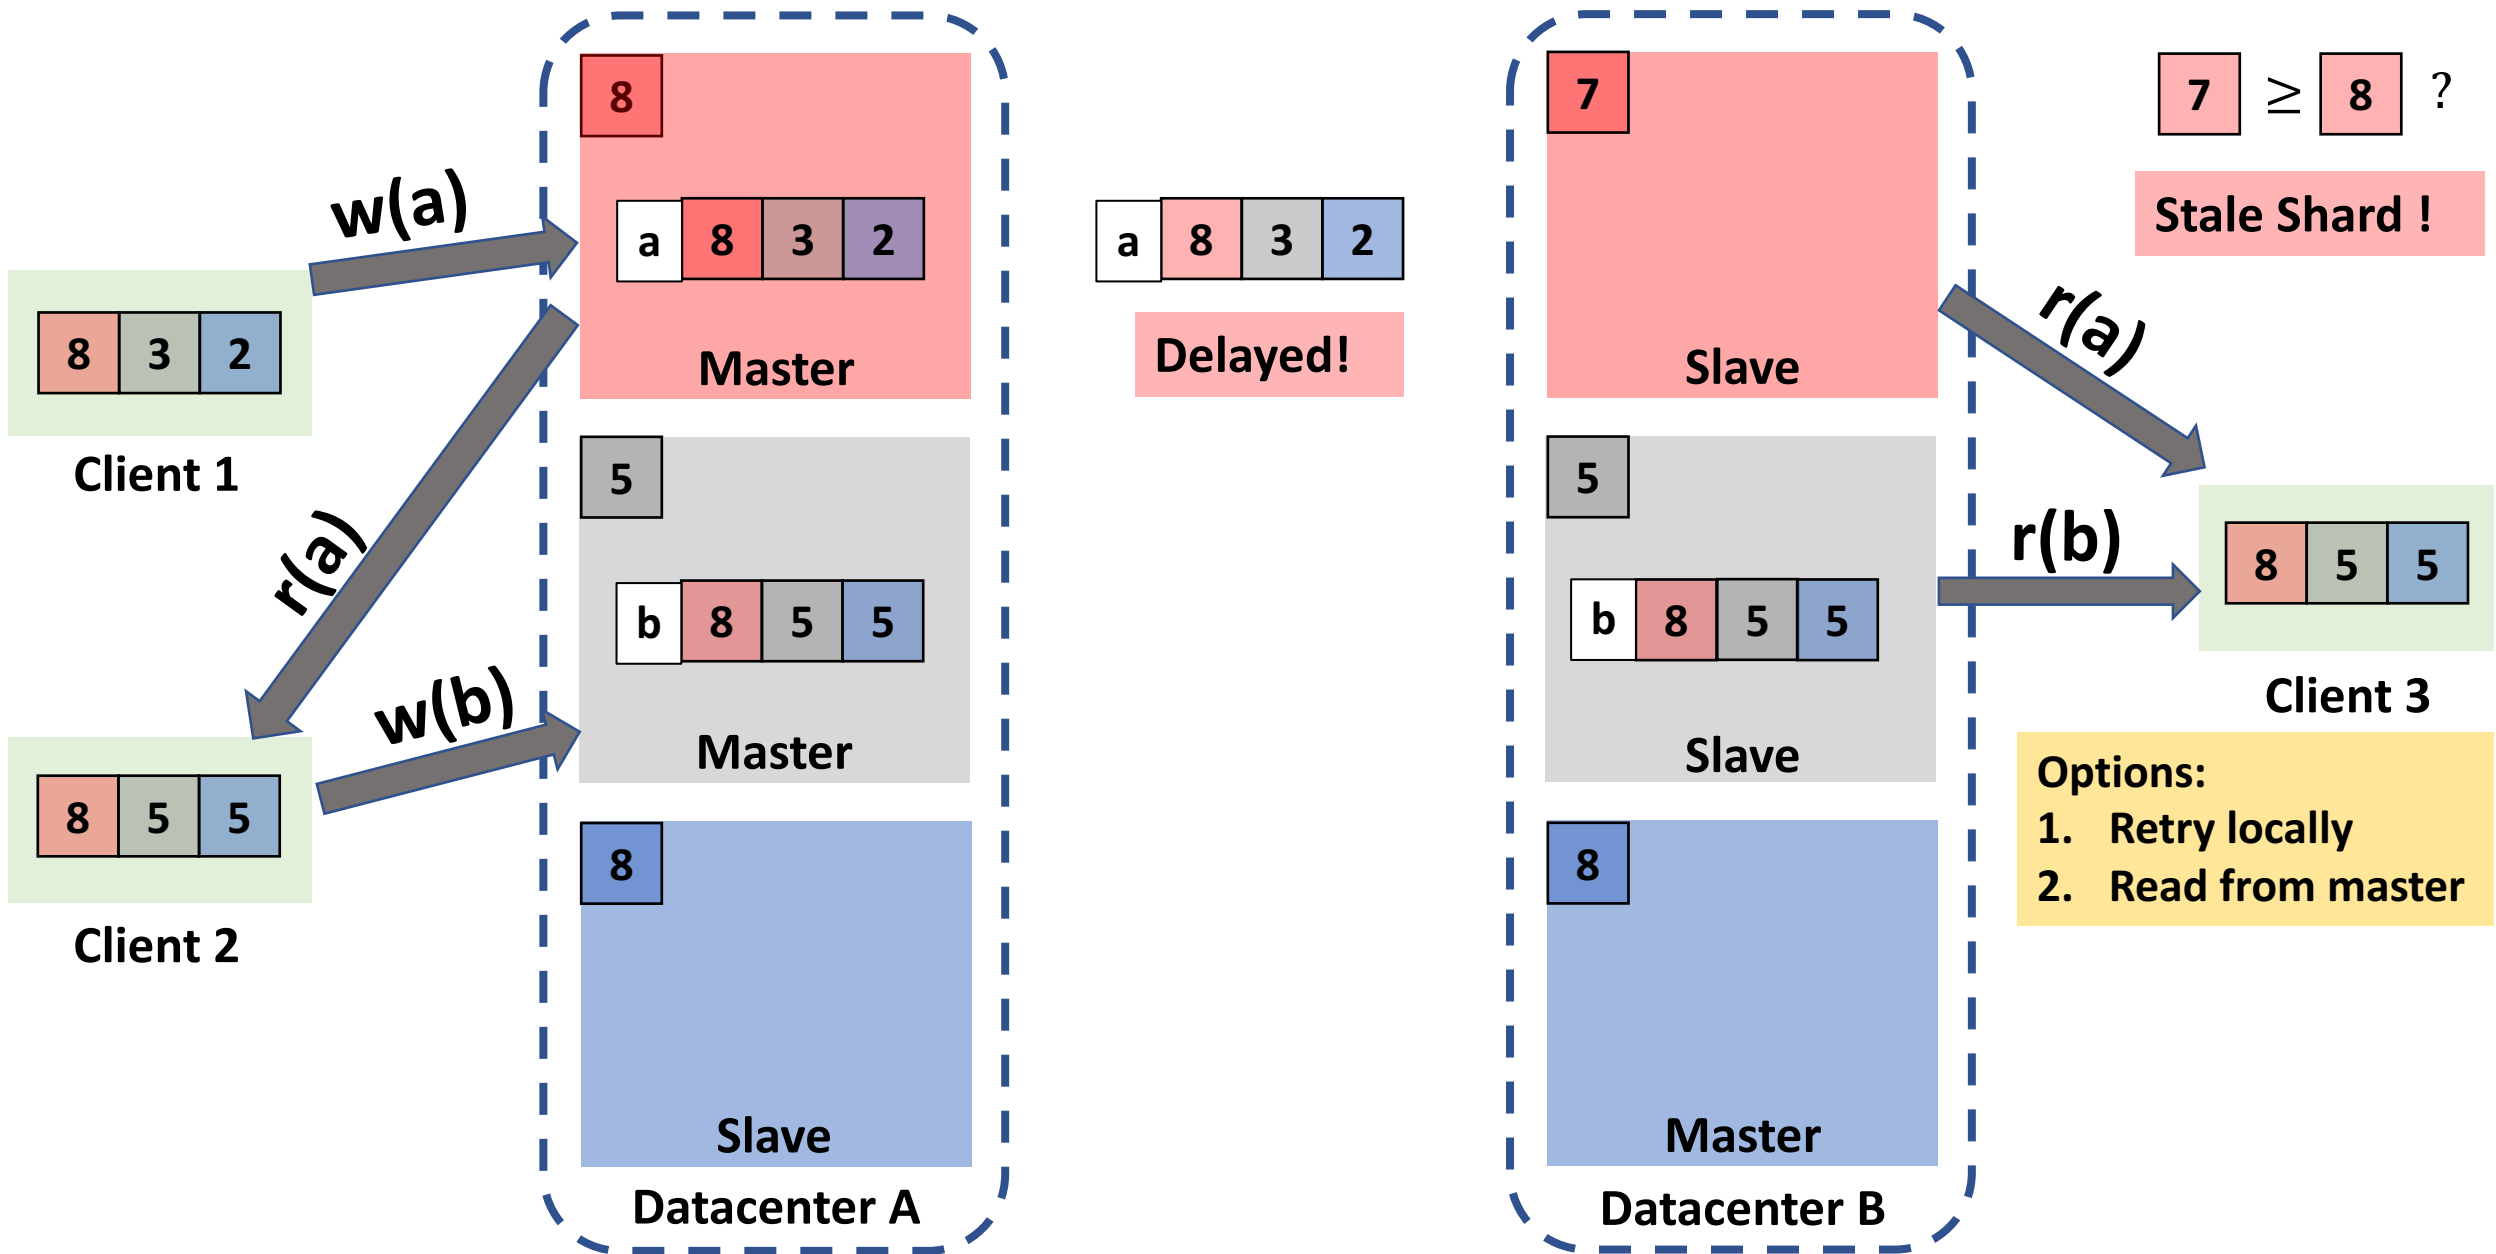 w(a)
8 3 2
Client 1
r(a)
w(b)
8 5 5
Client 2
8
a 8 3 2
Master
5
b 8 5 5
Master
8
Slave
Datacenter A
a 8 3 2
Delayed!
7
Slave
5
b 8 5 5
Slave
8
Master
Datacenter B
7 ≥ 8 ?
Stale Shard !
r(a)
r(b)
8 5 5
Client 3
Options:
1. Retry locally
2. Read from master